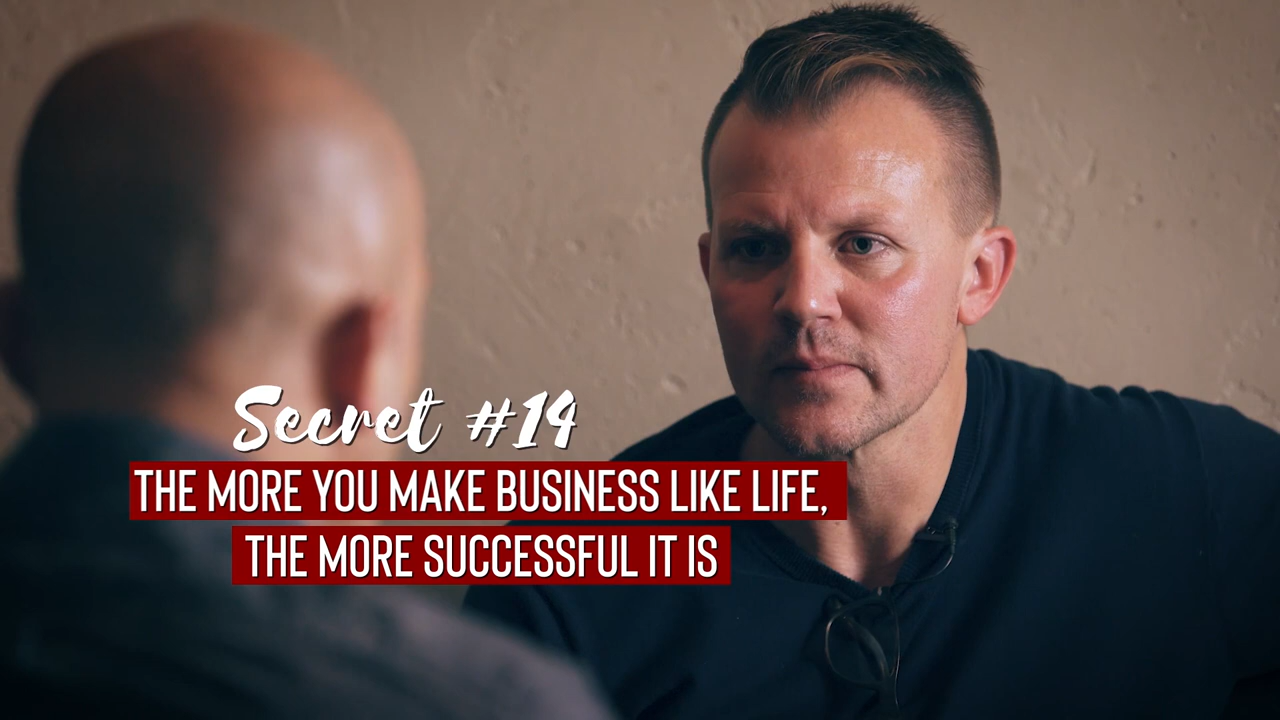 Secret #14
THE MORE YOU MAKE BUSINESS LIKE LIFE,
THE MORE SUCCESSFUL IT IS